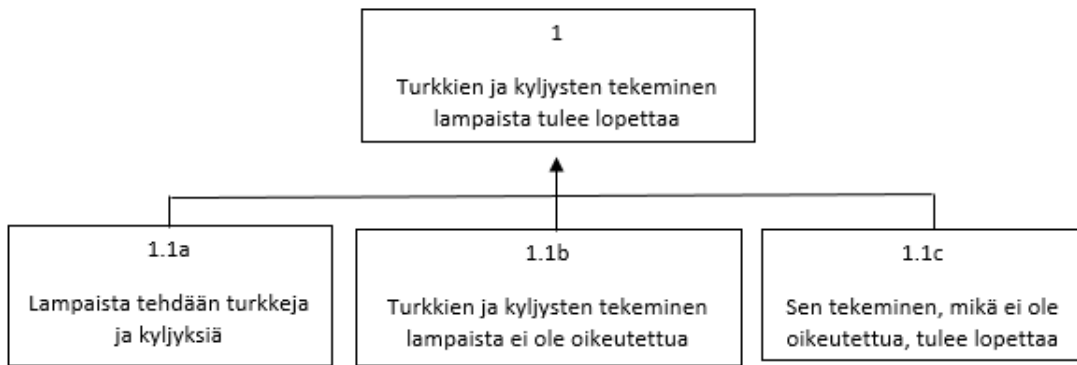 1
Turkkien ja kyljysten tekeminen
lampaista tulee lopettaa
1.1a
Lampaista tehdään turkkeja
ja kyljyksiä
1.1b
Turkkien ja kyljysten tekeminen
lampaista ei ole oikeutettua
1.1c
Sen tekeminen, mikä ei ole
oikeutettua, tulee lopettaa